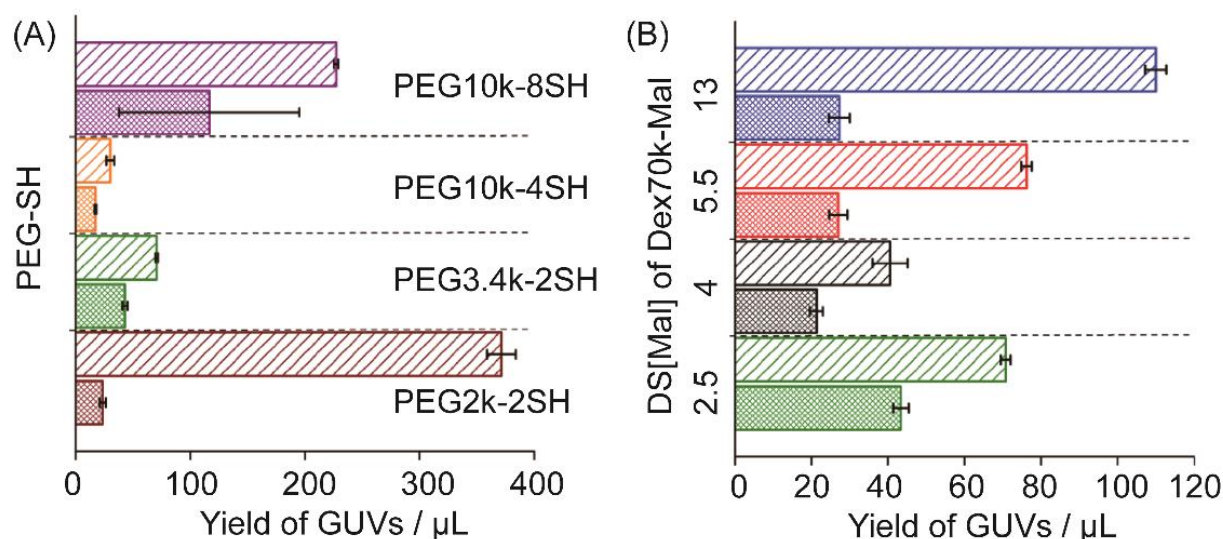 (A)
PEG-SH
PEG10k-8SH
PEG10k-4SH
PEG3.4k-2SH
PEG2k-2SH
0 100 200 300 400
Yield of GUVs / µL
(B)
DS[Mal] of Dex70k-Mal
13
5.5
4
2.5
0 20 40 60 80 100 120
Yield of GUVs / µL